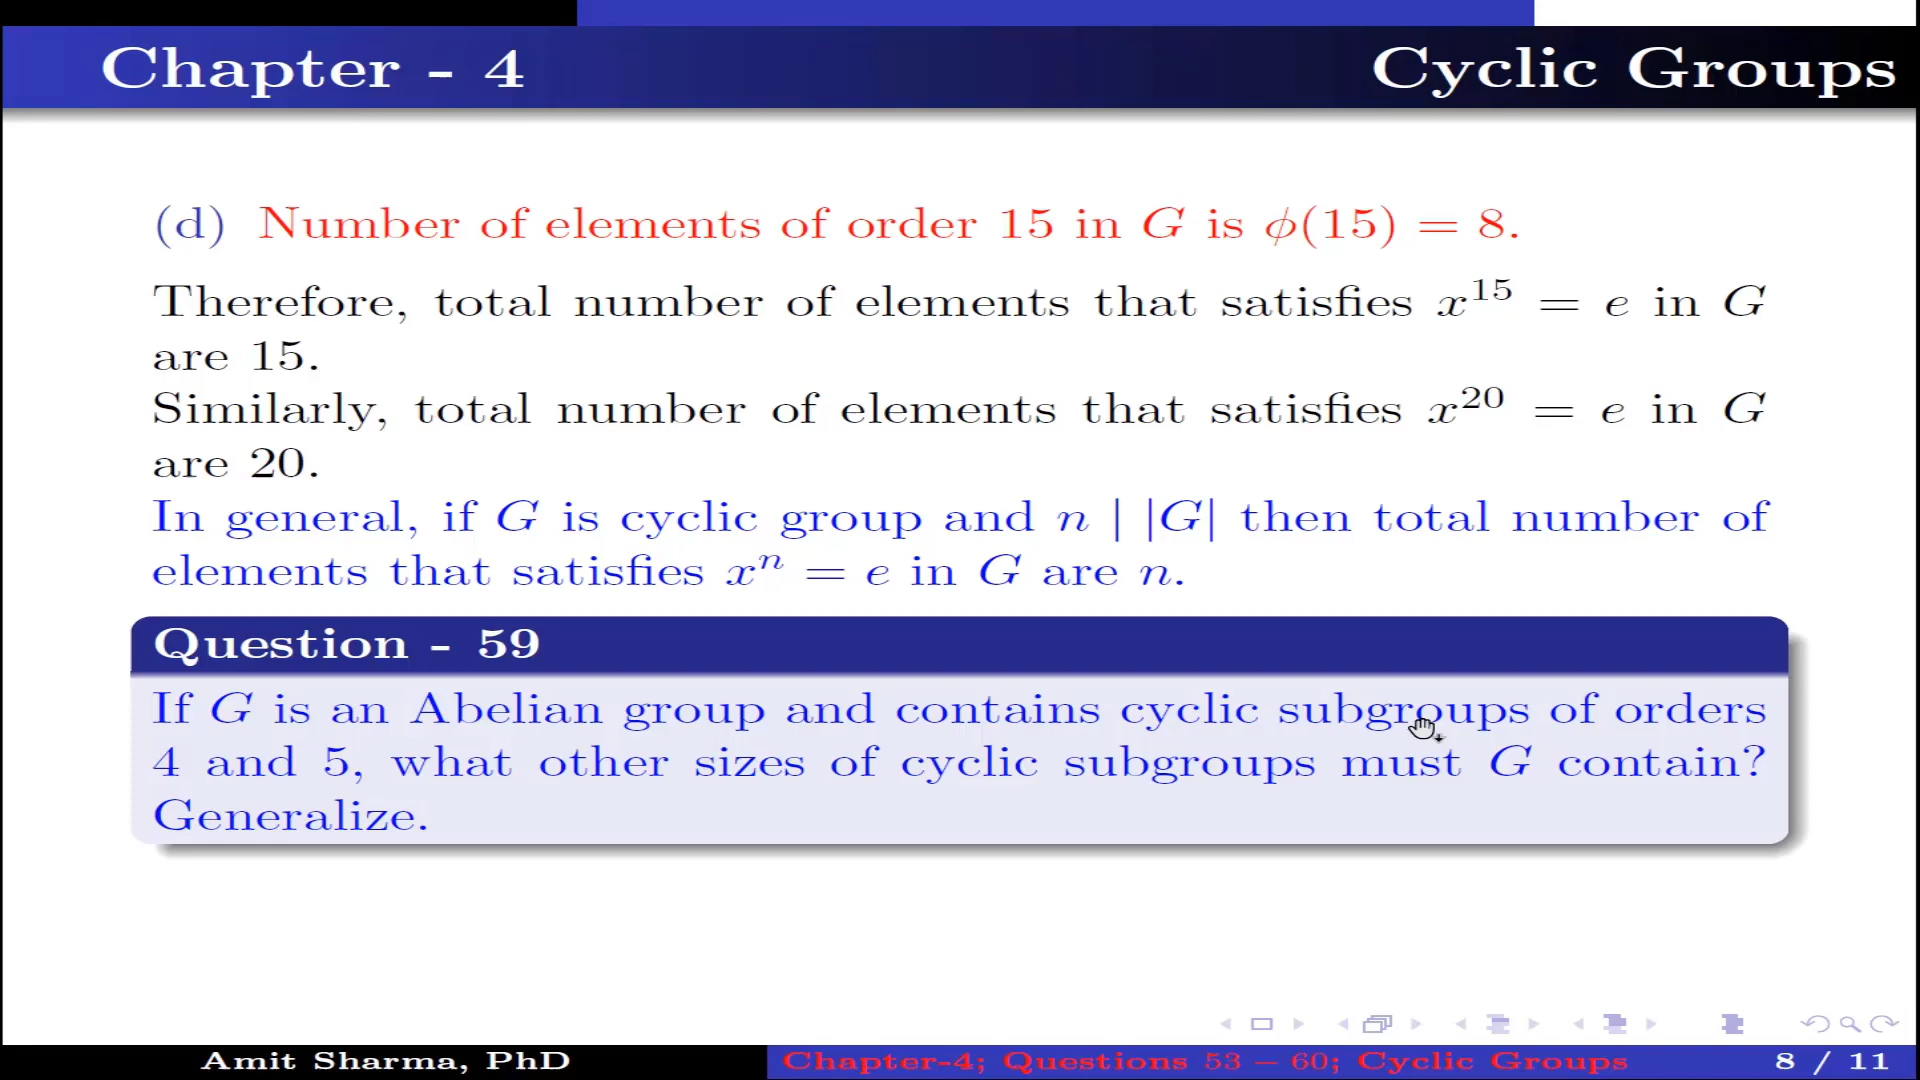 Chapter - 4 Cyclic Groups
(d) Number of elements of order 15 in G is ϕ(15) = 8.
Therefore, total number of elements that satisfies x¹⁵ = e in G
are 15.
Similarly, total number of elements that satisfies x²⁰ = e in G
are 20.
In general, if G is cyclic group and n | |G| then total number of
elements that satisfies xⁿ = e in G are n.
Question - 59
If G is an Abelian group and contains cyclic subgroups of orders
4 and 5, what other sizes of cyclic subgroups must G contain?
Generalize.
Amit Sharma, PhD Chapter-4; Questions 53 − 60; Cyclic Groups 8 / 11